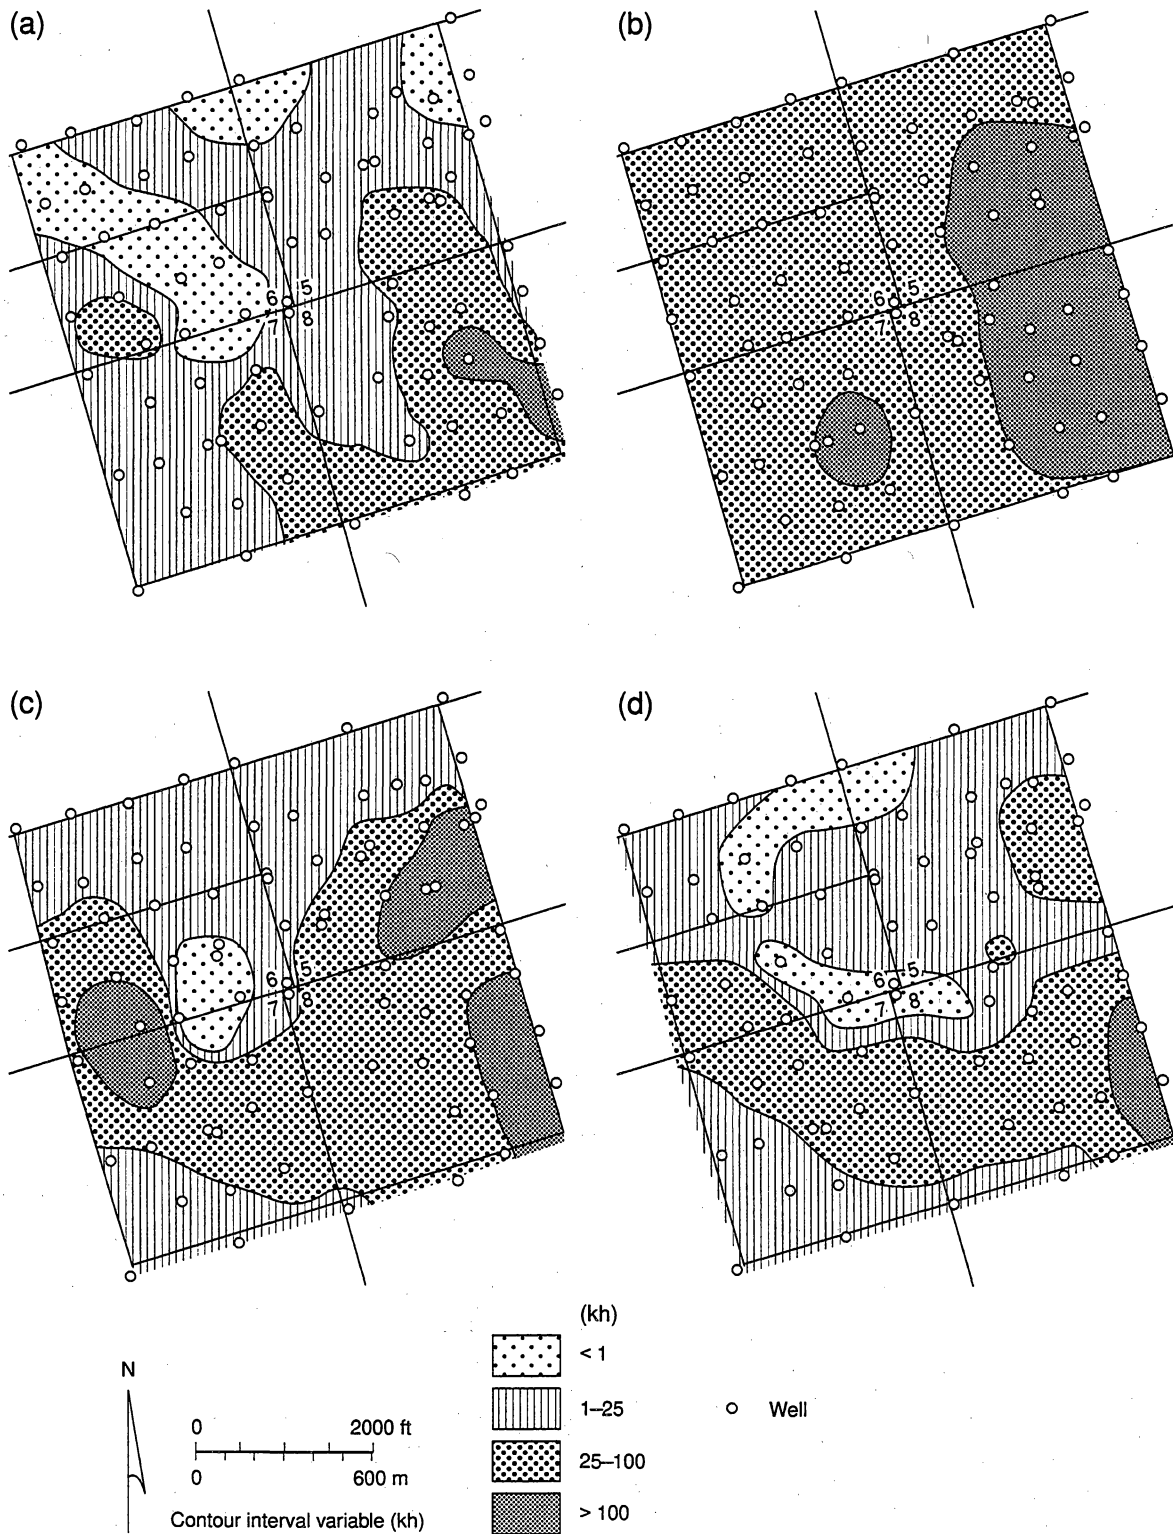 (a)
(b)
6 5
7 8
6 5
7 8
(c)
(d)
6 5
7 8
6 5
7 8
(kh)
< 1
N
1–25
Well
0 2000 ft
25–100
0 600 m
> 100
Contour interval variable (kh)